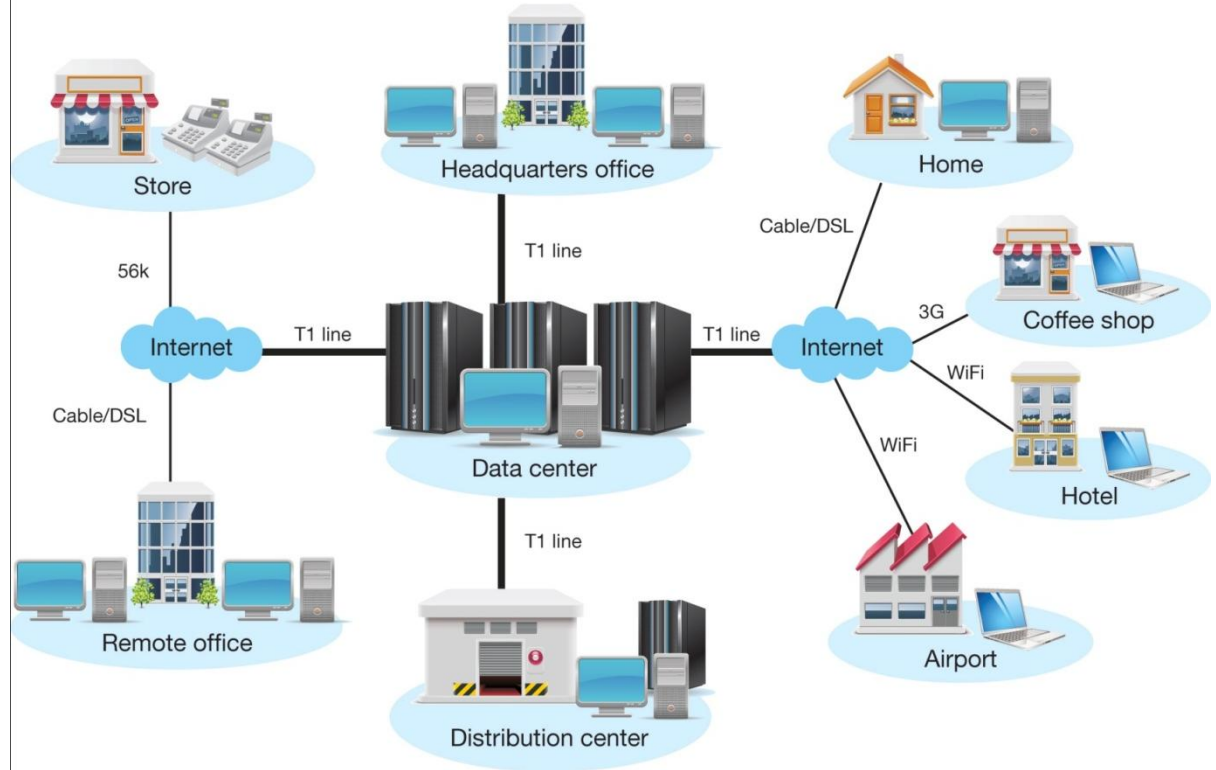 Store
Headquarters office
Home
56k
T1 line
Cable/DSL
3G
Coffee shop
Internet
T1 line
T1 line
Internet
WiFi
Cable/DSL
WiFi
Data center
Hotel
T1 line
Remote office
Airport
Distribution center